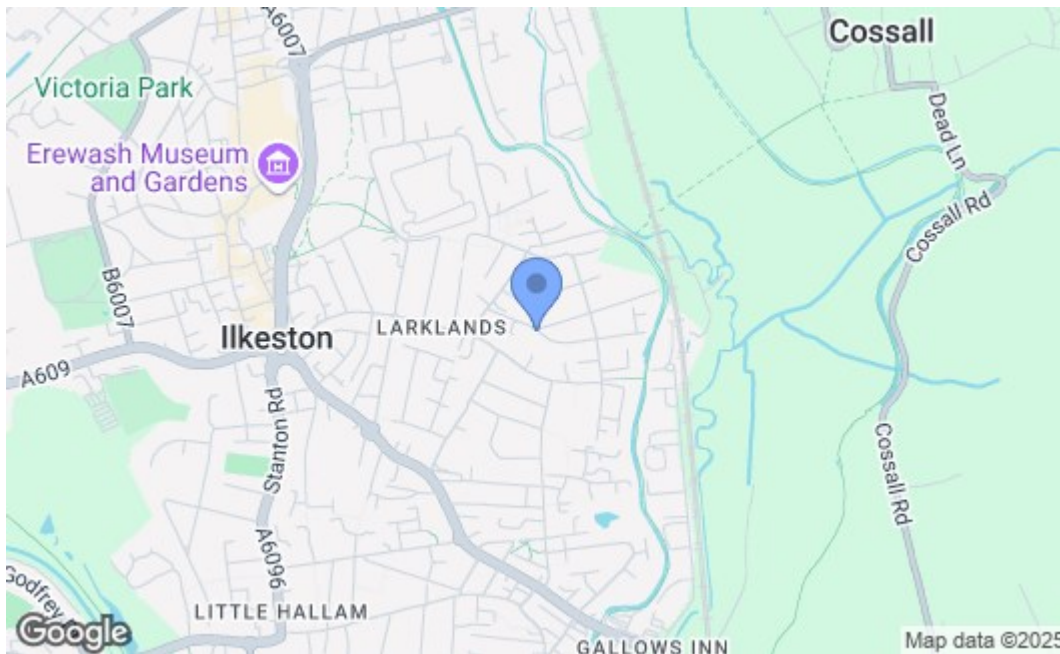 A6007
Cossall
Victoria Park
Dead Ln
Erewash Museum
and Gardens
Cossall Rd
B6007
Ilkeston
LARKLANDS
A609
Stanton Rd
Cossall Rd
A6096
Godfrey
LITTLE HALLAM
GALLOWS INN
Google
Map data ©2025